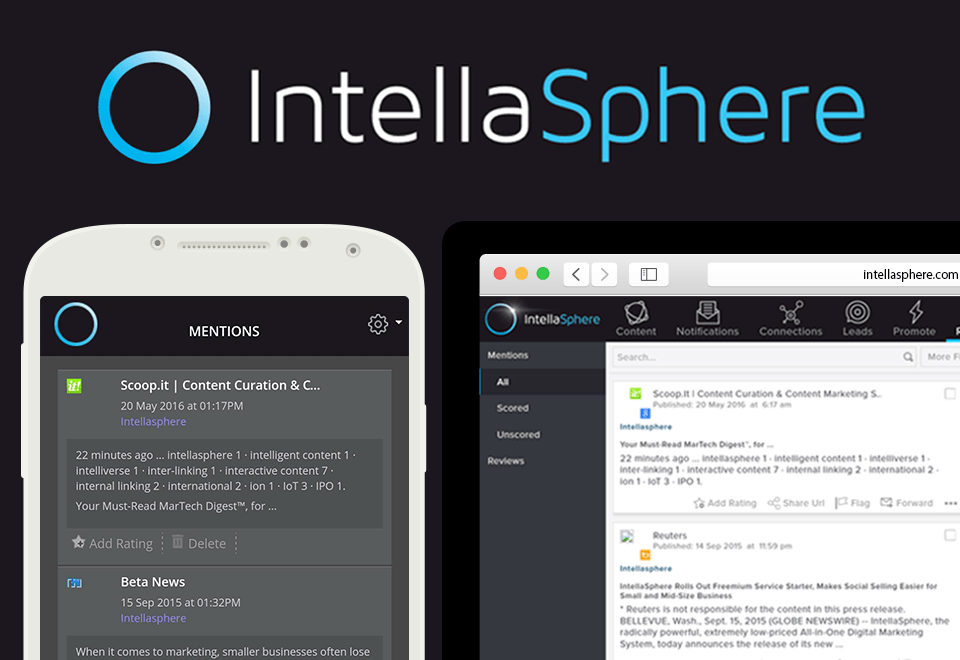 IntellaSphere
MENTIONS
Scoop.it | Content Curation & C...
20 May 2016 at 01:17PM
Intellasphere
22 minutes ago ... intellasphere 1 · intelligent content 1 ·
intelliverse 1 · inter-linking 1 · interactive content 7 ·
internal linking 2 · international 2 · ion 1 · IoT 3 · IPO 1.
Your Must-Read MarTech Digest™, for ...
Add Rating
Delete
Beta News
15 Sep 2015 at 01:32PM
Intellasphere
When it comes to marketing, smaller businesses often lose
intellasphere.com
IntellaSphere
Content
Notifications
Connections
Leads
Promote
Mentions
All
Scored
Unscored
Reviews
Search...
More
Scoop.It | Content Curation & Content Marketing S..
Published: 20 May 2016 at 6:17 am
Intellasphere
Your Must-Read MarTech Digest™, for ...
22 minutes ago ... intellasphere 1 · intelligent content 1 · intelliverse 1 ·
inter-linking 1 · interactive content 7 · internal linking 2 · international 2 ·
ion 1 · IoT 3 · IPO 1.
Add Rating
Share Url
Flag
Forward
Reuters
Published: 14 Sep 2015 at 11:59 pm
Intellasphere
IntellaSphere Rolls Out Freemium Service Starter, Makes Social Selling Easier for
Small and Mid-Size Business
* Reuters is not responsible for the content in this press release.
BELLEVUE, Wash., Sept. 15, 2015 (GLOBE NEWSWIRE) -- IntellaSphere, the
radically powerful, extremely low-priced All-in-One Digital Marketing
System, today announces the release of its new ...